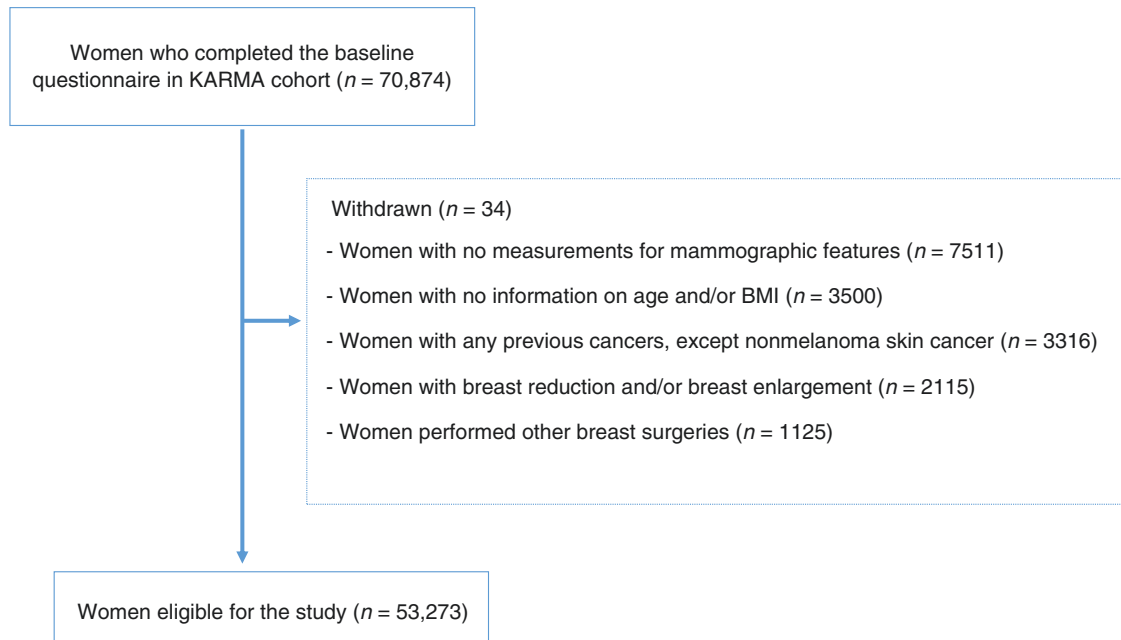 Women who completed the baseline
questionnaire in KARMA cohort (n = 70,874)
Withdrawn (n = 34)
- Women with no measurements for mammographic features (n = 7511)
- Women with no information on age and/or BMI (n = 3500)
- Women with any previous cancers, except nonmelanoma skin cancer (n = 3316)
- Women with breast reduction and/or breast enlargement (n = 2115)
- Women performed other breast surgeries (n = 1125)
Women eligible for the study (n = 53,273)